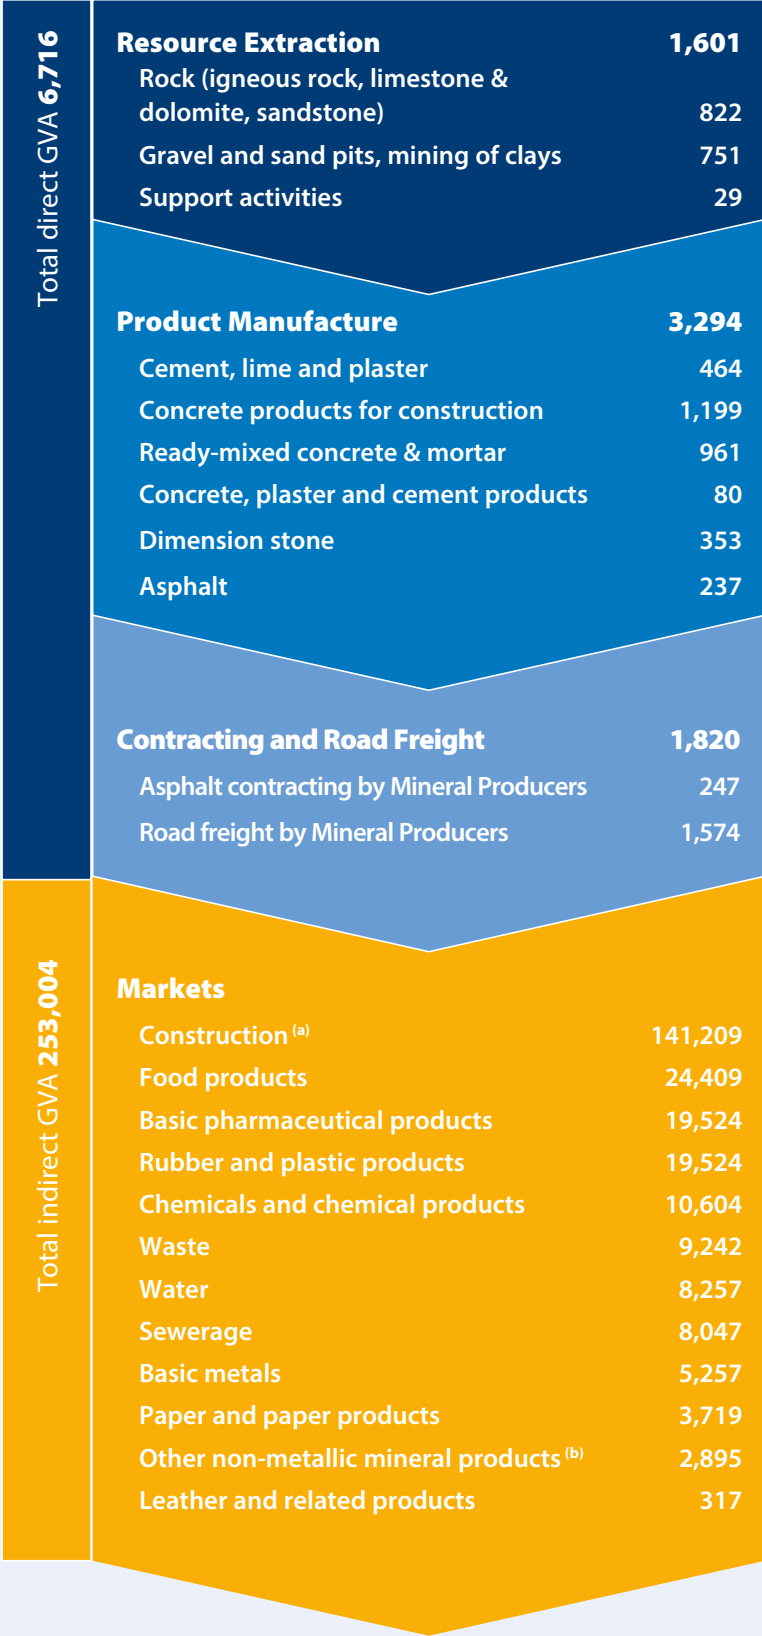 Total direct GVA 6,716
Resource Extraction 1,601
Rock (igneous rock, limestone &
dolomite, sandstone) 822
Gravel and sand pits, mining of clays 751
Support activities 29
Product Manufacture 3,294
Cement, lime and plaster 464
Concrete products for construction 1,199
Ready-mixed concrete & mortar 961
Concrete, plaster and cement products 80
Dimension stone 353
Asphalt 237
Contracting and Road Freight 1,820
Asphalt contracting by Mineral Producers 247
Road freight by Mineral Producers 1,574
Total indirect GVA 253,004
Markets
Construction (a) 141,209
Food products 24,409
Basic pharmaceutical products 19,524
Rubber and plastic products 19,524
Chemicals and chemical products 10,604
Waste 9,242
Water 8,257
Sewerage 8,047
Basic metals 5,257
Paper and paper products 3,719
Other non-metallic mineral products (b) 2,895
Leather and related products 317